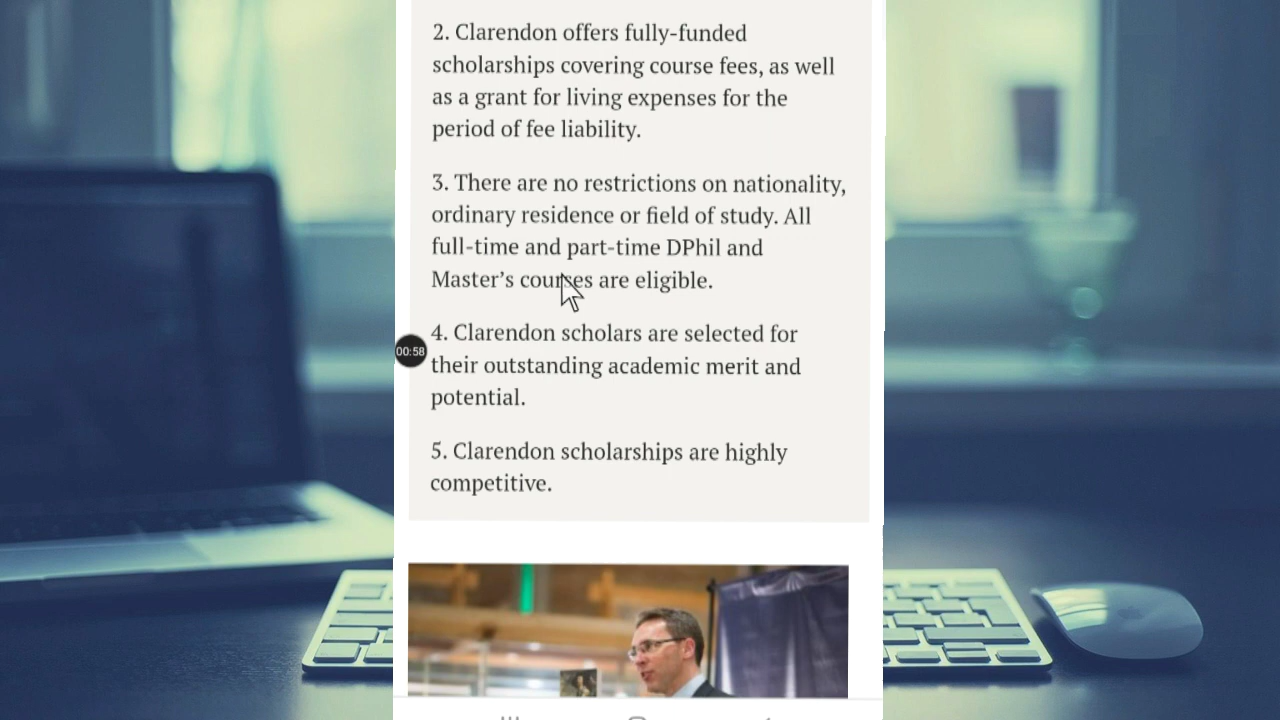 2. Clarendon offers fully-funded
scholarships covering course fees, as well
as a grant for living expenses for the
period of fee liability.
3. There are no restrictions on nationality,
ordinary residence or field of study. All
full-time and part-time DPhil and
Master’s courses are eligible.
4. Clarendon scholars are selected for
00:58
their outstanding academic merit and
potential.
5. Clarendon scholarships are highly
competitive.